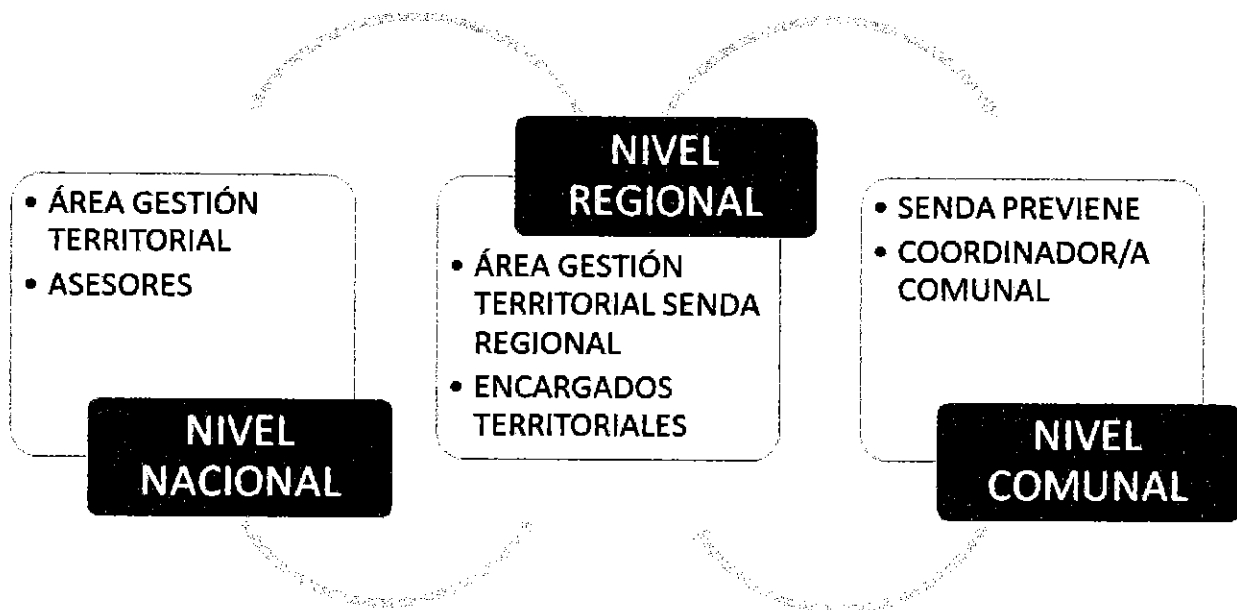 • ÁREA GESTIÓN
TERRITORIAL
• ASESORES
NIVEL
NACIONAL
NIVEL
REGIONAL
• ÁREA GESTIÓN
TERRITORIAL SENDA
REGIONAL
• ENCARGADOS
TERRITORIALES
• SENDA PREVIENE
• COORDINADOR/A
COMUNAL
NIVEL
COMUNAL